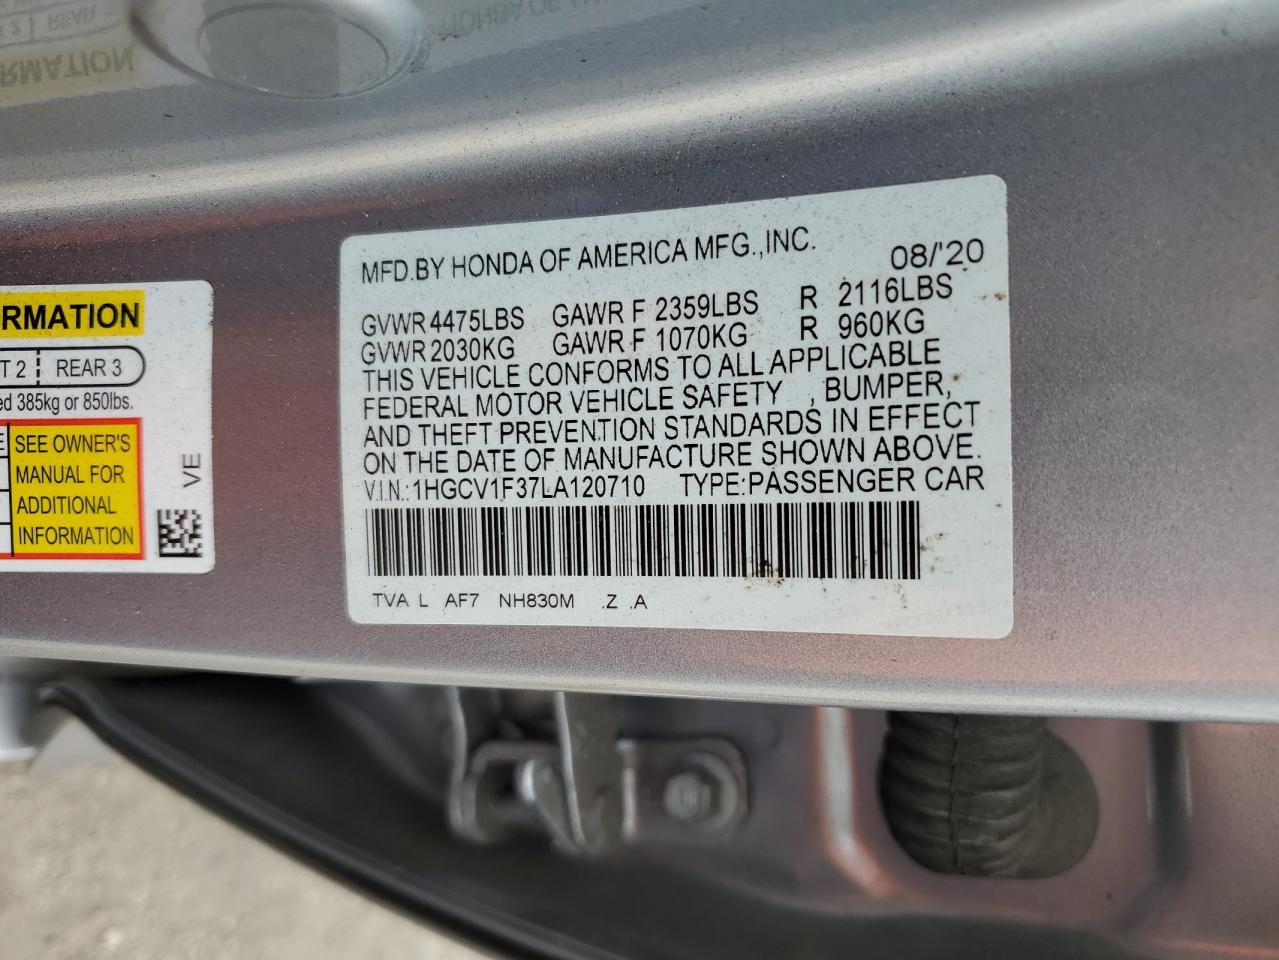 RMATION
T 2 REAR 3
ed 385kg or 850lbs.
E
SEE OWNER'S
MANUAL FOR
ADDITIONAL
INFORMATION
VE
MFD.BY HONDA OF AMERICA MFG.,INC. 08/'20
GVWR 4475LBS GAWR F 2359LBS R 2116LBS
GVWR 2030KG GAWR F 1070KG R 960KG
THIS VEHICLE CONFORMS TO ALL APPLICABLE
FEDERAL MOTOR VEHICLE SAFETY , BUMPER,
AND THEFT PREVENTION STANDARDS IN EFFECT
ON THE DATE OF MANUFACTURE SHOWN ABOVE.
V.I.N.:1HGCV1F37LA120710 TYPE:PASSENGER CAR
TVA L AF7 NH830M .Z .A